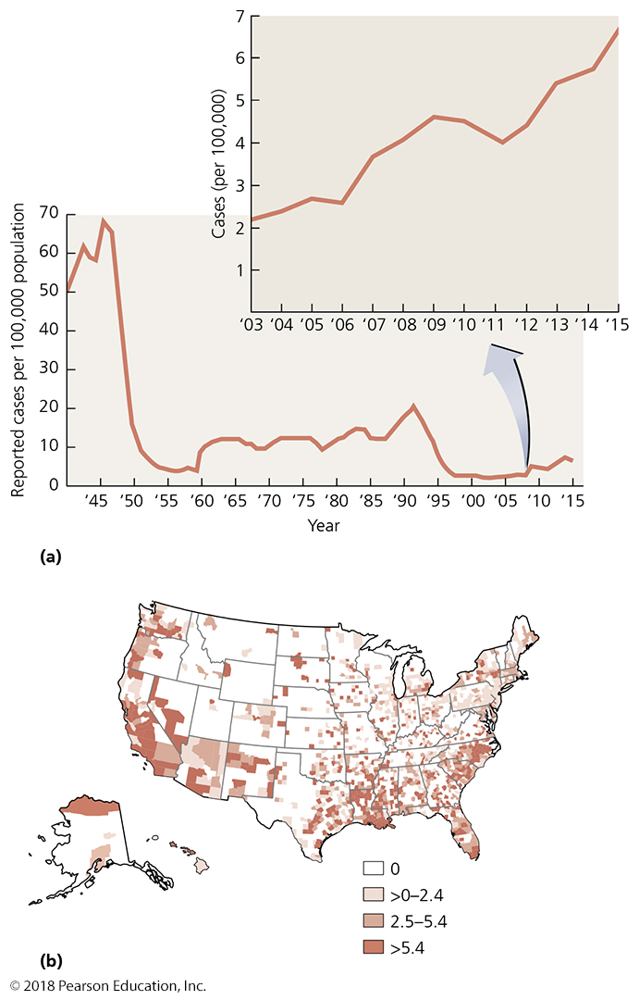 7
6
5
4
3
2
1
Cases (per 100,000)
‘03 ‘04 ‘05 ‘06 ‘07 ‘08 ‘09 ‘10 ‘11 ‘12 ‘13 ‘14 ‘15
70
60
50
40
30
20
10
0
Reported cases per 100,000 population
‘45 ‘50 ‘55 ‘60 ‘65 ‘70 ‘75 ‘80 ‘85 ‘90 ‘95 ‘00 ‘05 ‘10 ‘15
Year
(a)
0
>0–2.4
2.5–5.4
>5.4
(b)
© 2018 Pearson Education, Inc.